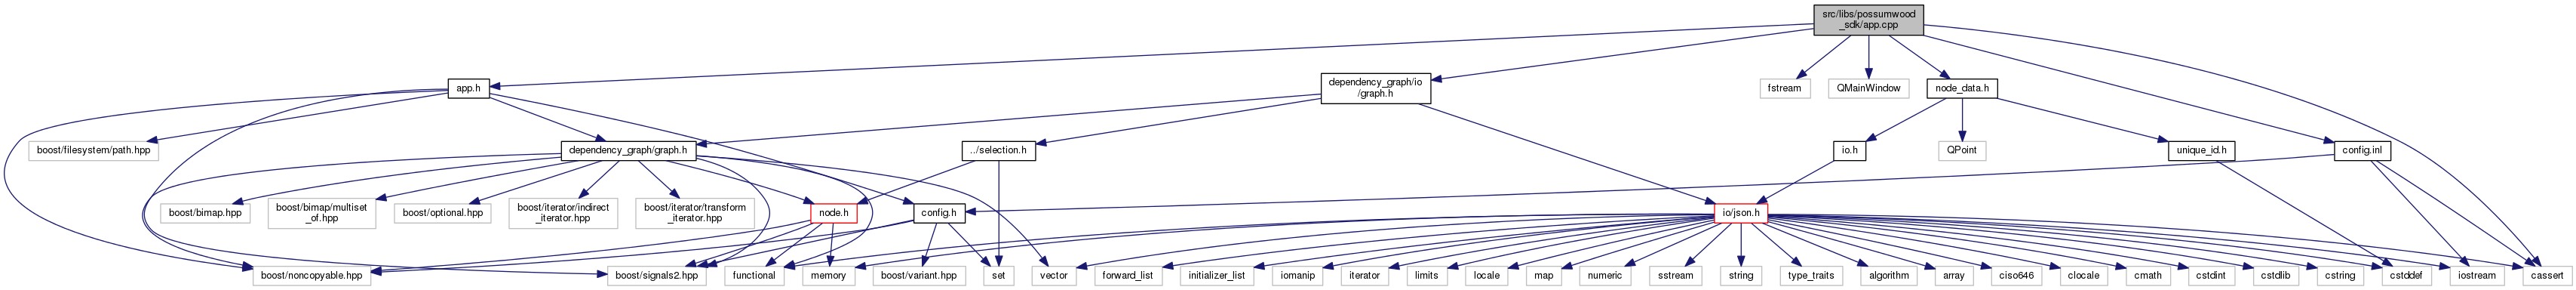 src/libs/possumwood
_sdk/app.cpp
app.h
dependency_graph/io
/graph.h
fstream
QMainWindow
node_data.h
boost/filesystem/path.hpp
dependency_graph/graph.h
../selection.h
io.h
QPoint
unique_id.h
config.inl
boost/bimap.hpp
boost/bimap/multiset
_of.hpp
boost/optional.hpp
boost/iterator/indirect
_iterator.hpp
boost/iterator/transform
_iterator.hpp
node.h
config.h
io/json.h
boost/noncopyable.hpp
boost/signals2.hpp
functional
memory
boost/variant.hpp
set
vector
forward_list
initializer_list
iomanip
iterator
limits
locale
map
numeric
sstream
string
type_traits
algorithm
array
ciso646
clocale
cmath
cstdint
cstdlib
cstring
cstddef
iostream
cassert